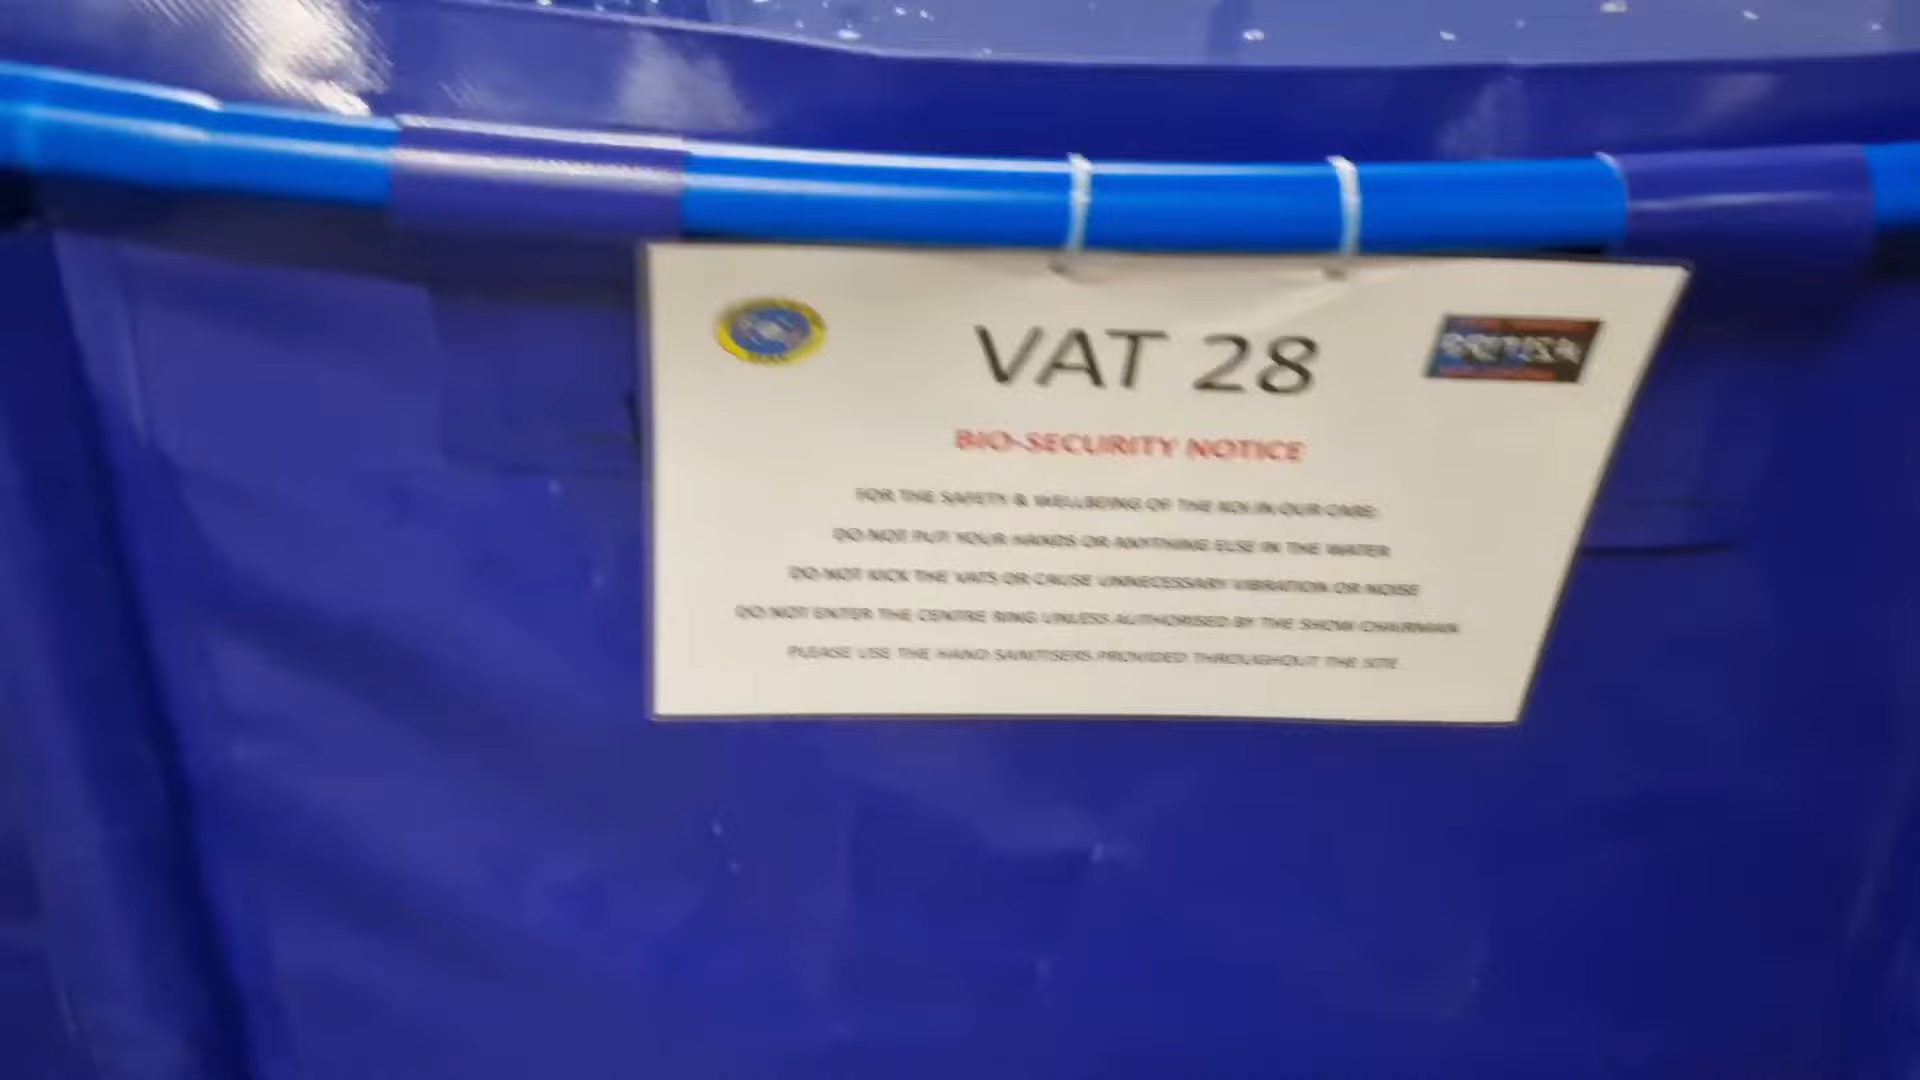 VAT 28
BRITISH
BIO-SECURITY NOTICE
FOR THE SAFETY & WELLBEING OF THE KOI IN OUR CARE:
DO NOT PUT YOUR HANDS OR ANYTHING ELSE IN THE WATER
DO NOT KICK THE VATS OR CAUSE UNNECESSARY VIBRATION OR NOISE
DO NOT ENTER THE CENTRE RING UNLESS AUTHORISED BY THE SHOW CHAIRMAN
PLEASE USE THE HAND SANITISERS PROVIDED THROUGHOUT THE SITE